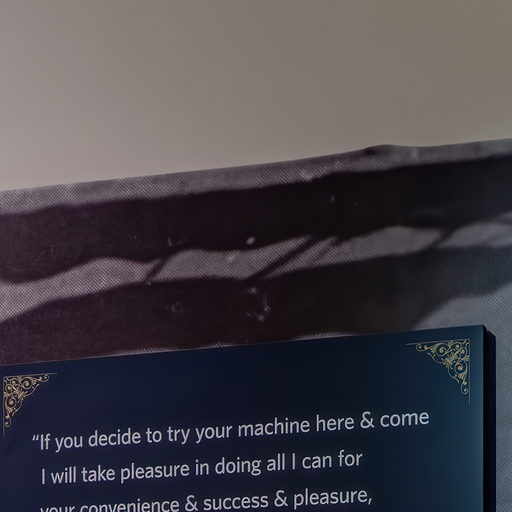 “If you decide to try your machine here & come
I will take pleasure in doing all I can for
your convenience & success & pleasure,